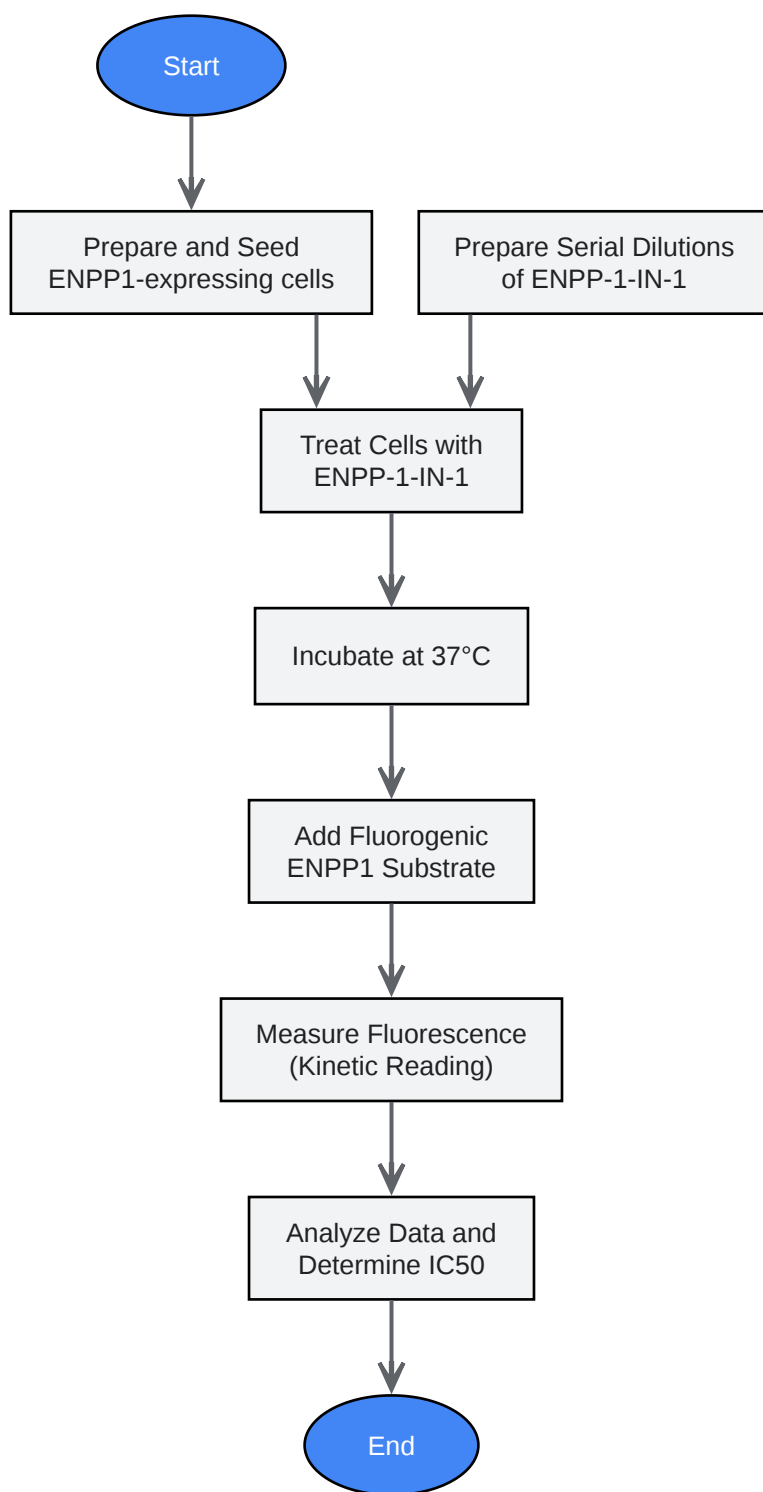 Start
Prepare and Seed
ENPP1-expressing cells
Prepare Serial Dilutions
of ENPP-1-IN-1
Treat Cells with
ENPP-1-IN-1
Incubate at 37°C
Add Fluorogenic
ENPP1 Substrate
Measure Fluorescence
(Kinetic Reading)
Analyze Data and
Determine IC50
End